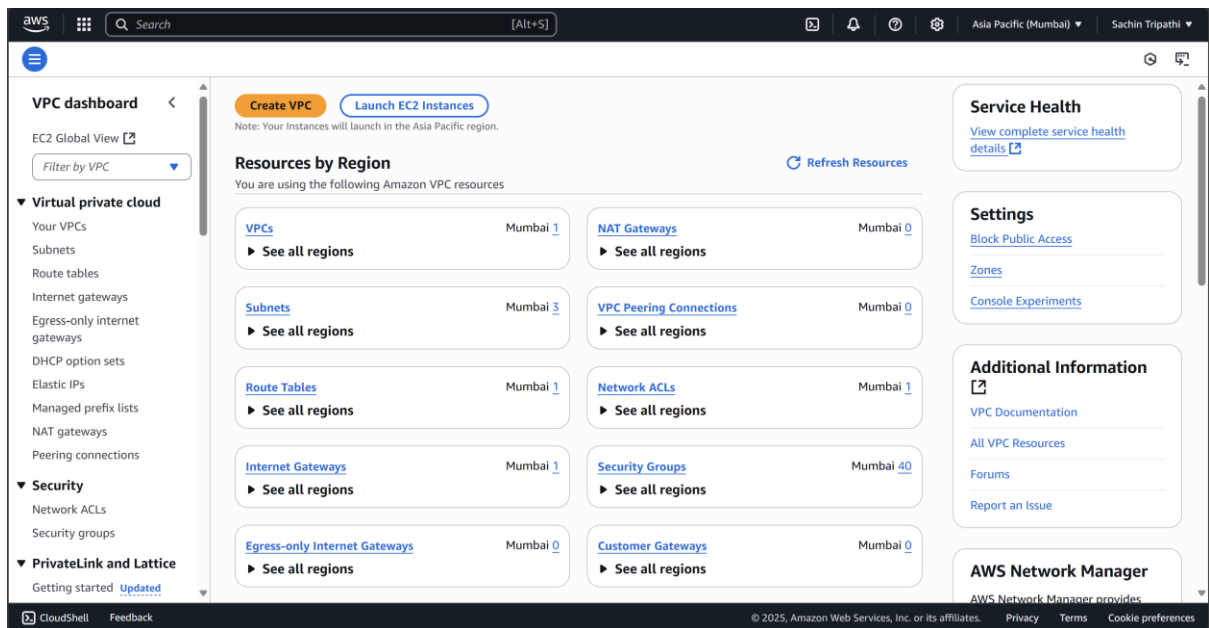 aws
Search [Alt+S]
Asia Pacific (Mumbai) ▼ Sachin Tripathi ▼
VPC dashboard
EC2 Global View
Filter by VPC
▼ Virtual private cloud
Your VPCs
Subnets
Route tables
Internet gateways
Egress-only internet
gateways
DHCP option sets
Elastic IPs
Managed prefix lists
NAT gateways
Peering connections
▼ Security
Network ACLs
Security groups
▼ PrivateLink and Lattice
Getting started Updated
Create VPC Launch EC2 Instances
Note: Your Instances will launch in the Asia Pacific region.
Resources by Region
Refresh Resources
You are using the following Amazon VPC resources
VPCs Mumbai 1
▶ See all regions
NAT Gateways Mumbai 0
▶ See all regions
Subnets Mumbai 3
▶ See all regions
VPC Peering Connections Mumbai 0
▶ See all regions
Route Tables Mumbai 1
▶ See all regions
Network ACLs Mumbai 1
▶ See all regions
Internet Gateways Mumbai 1
▶ See all regions
Security Groups Mumbai 40
▶ See all regions
Egress-only Internet Gateways Mumbai 0
▶ See all regions
Customer Gateways Mumbai 0
▶ See all regions
Service Health
View complete service health
details
Settings
Block Public Access
Zones
Console Experiments
Additional Information
VPC Documentation
All VPC Resources
Forums
Report an Issue
AWS Network Manager
AWS Network Manager provides
CloudShell Feedback
© 2025, Amazon Web Services, Inc. or its affiliates. Privacy Terms Cookie preferences